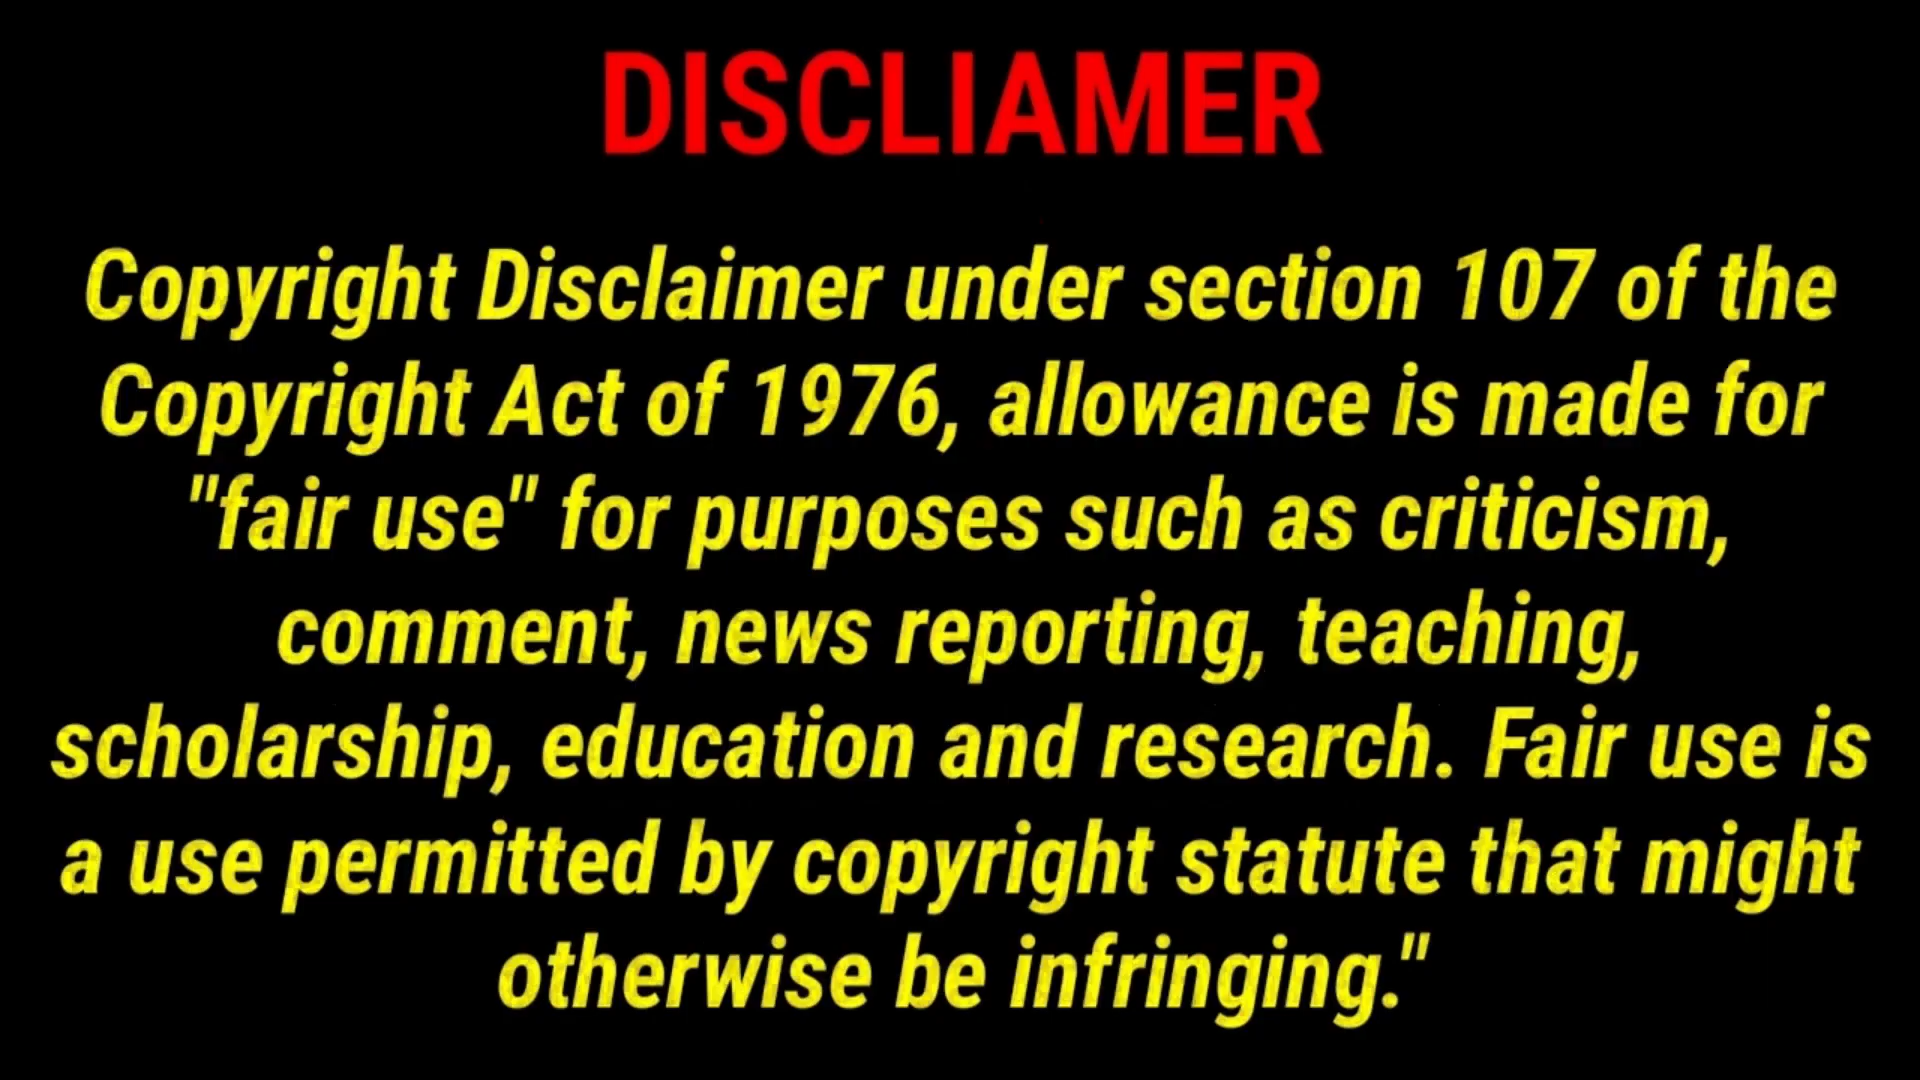 DISCLIAMER
Copyright Disclaimer under section 107 of the
Copyright Act of 1976, allowance is made for
"fair use" for purposes such as criticism,
comment, news reporting, teaching,
scholarship, education and research. Fair use is
a use permitted by copyright statute that might
otherwise be infringing."